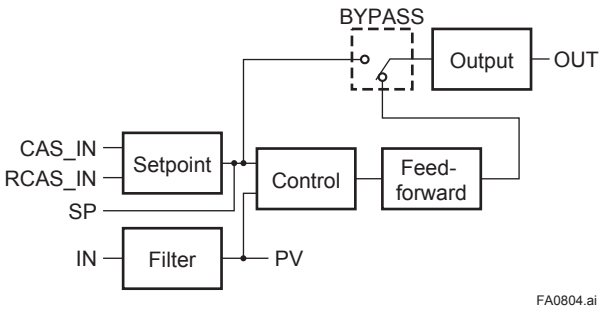 BYPASS
Output
OUT
CAS_IN
RCAS_IN
Setpoint
Control
Feed-
forward
SP
IN
Filter
PV
FA0804.ai